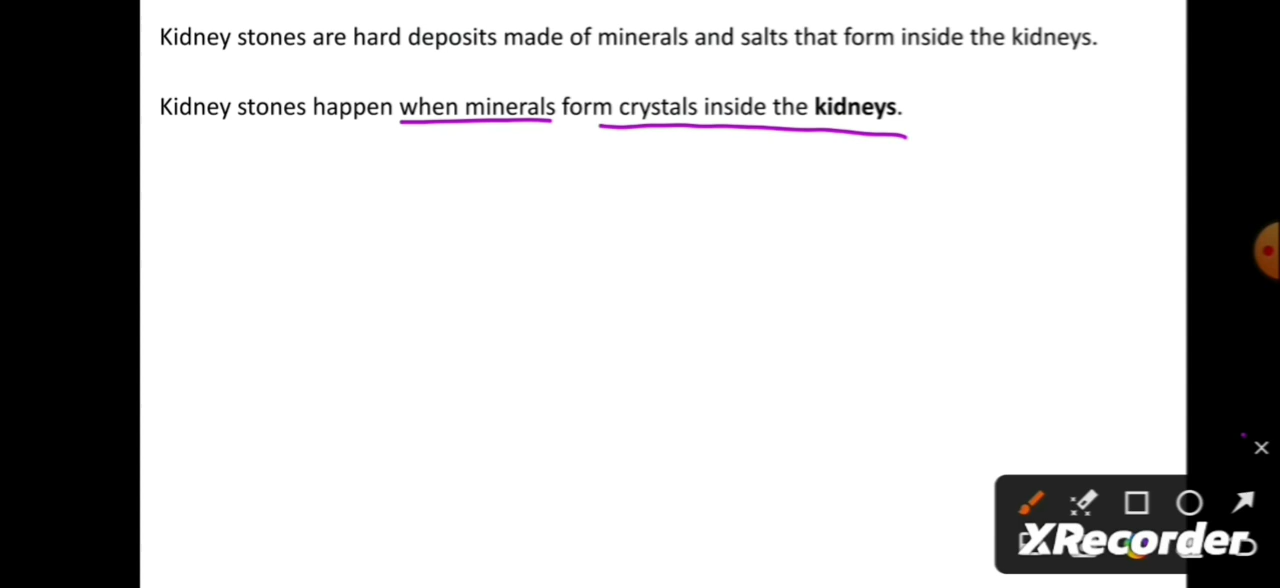 Kidney stones are hard deposits made of minerals and salts that form inside the kidneys.
Kidney stones happen when minerals form crystals inside the kidneys.
XRecorder